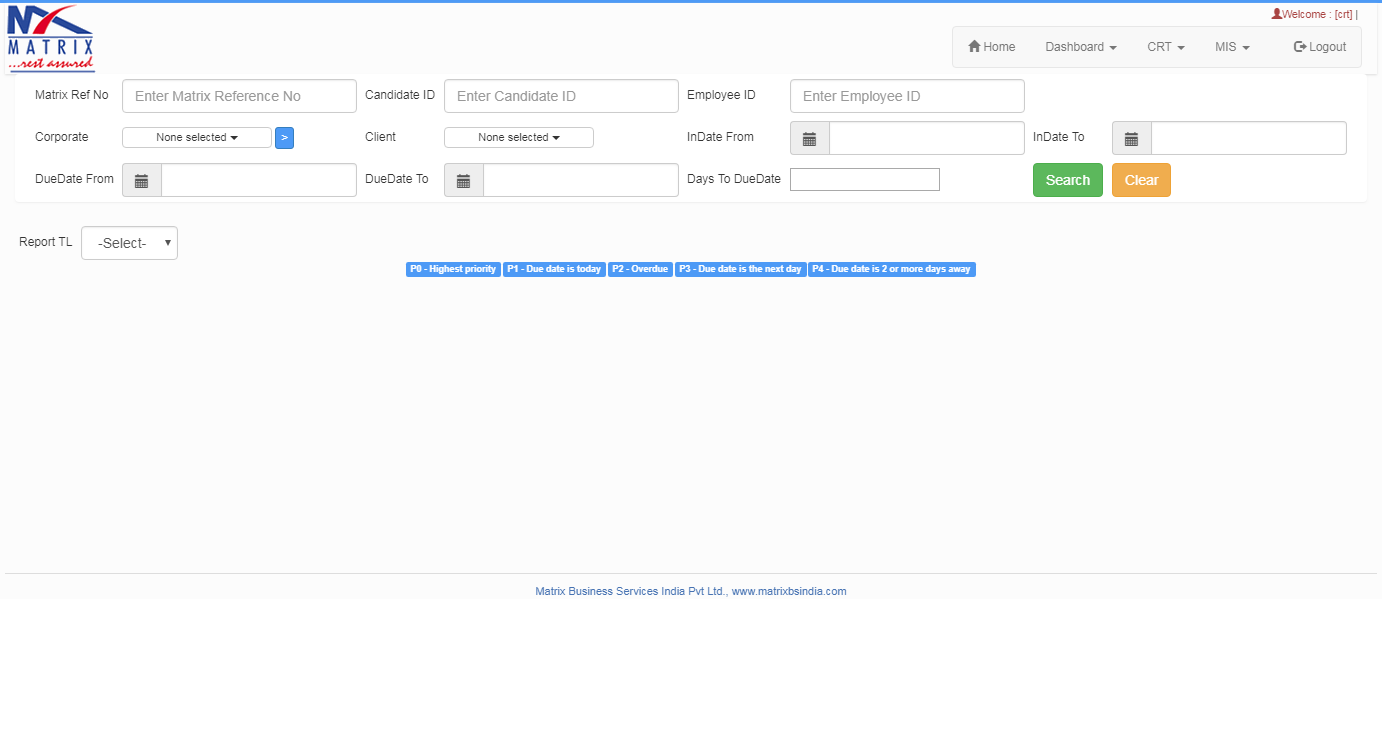 Welcome : [crt] |
MATRIX
...rest assured
Home Dashboard CRT MIS Logout
Matrix Ref No Enter Matrix Reference No Candidate ID Enter Candidate ID Employee ID Enter Employee ID
Corporate None selected > Client None selected InDate From InDate To
DueDate From DueDate To Days To DueDate Search Clear
Report TL -Select-
P0 - Highest priority P1 - Due date is today P2 - Overdue P3 - Due date is the next day P4 - Due date is 2 or more days away
Matrix Business Services India Pvt Ltd., www.matrixbsindia.com